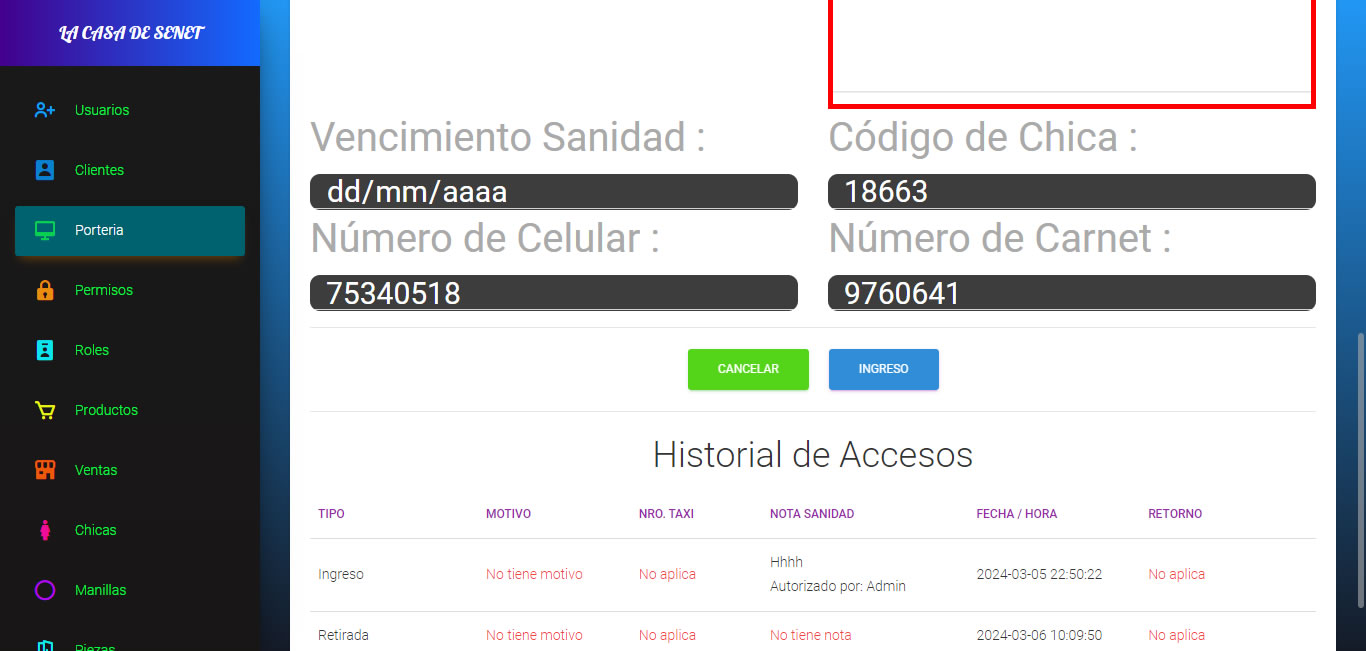 LA CASA DE SENET
Usuarios
Clientes
Porteria
Permisos
Roles
Productos
Ventas
Chicas
Manillas
Piezas
Vencimiento Sanidad :
Código de Chica :
dd/mm/aaaa
18663
Número de Celular :
Número de Carnet :
75340518
9760641
CANCELAR
INGRESO
Historial de Accesos
TIPO MOTIVO NRO. TAXI NOTA SANIDAD FECHA / HORA RETORNO
Ingreso No tiene motivo No aplica Hhhh
Autorizado por: Admin 2024-03-05 22:50:22 No aplica
Retirada No tiene motivo No aplica No tiene nota 2024-03-06 10:09:50 No aplica